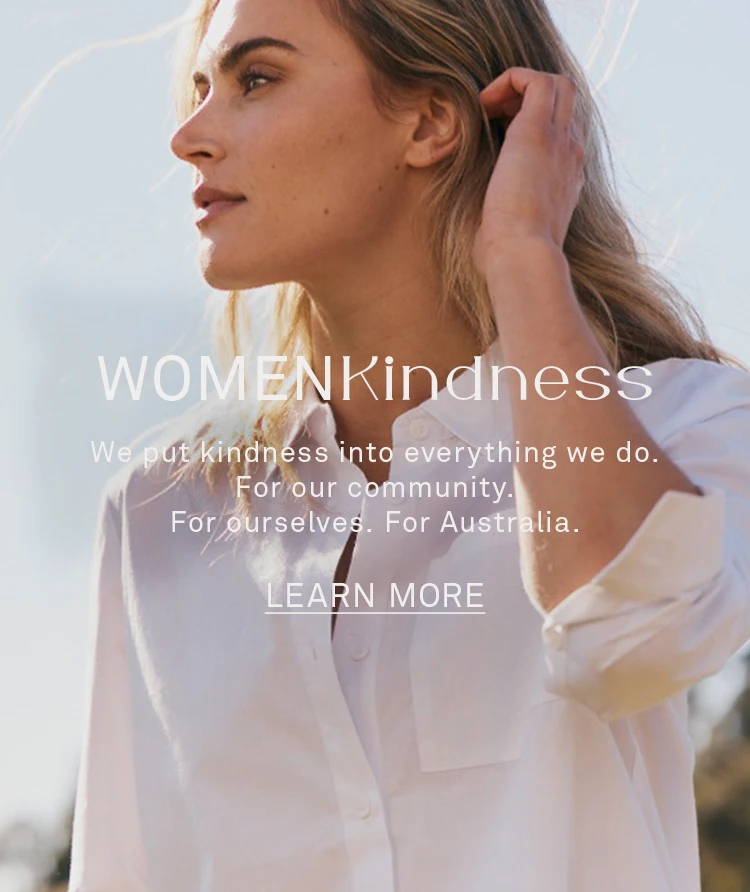 WOMENKindness
We put kindness into everything we do.
For our community.
For ourselves. For Australia.
LEARN MORE